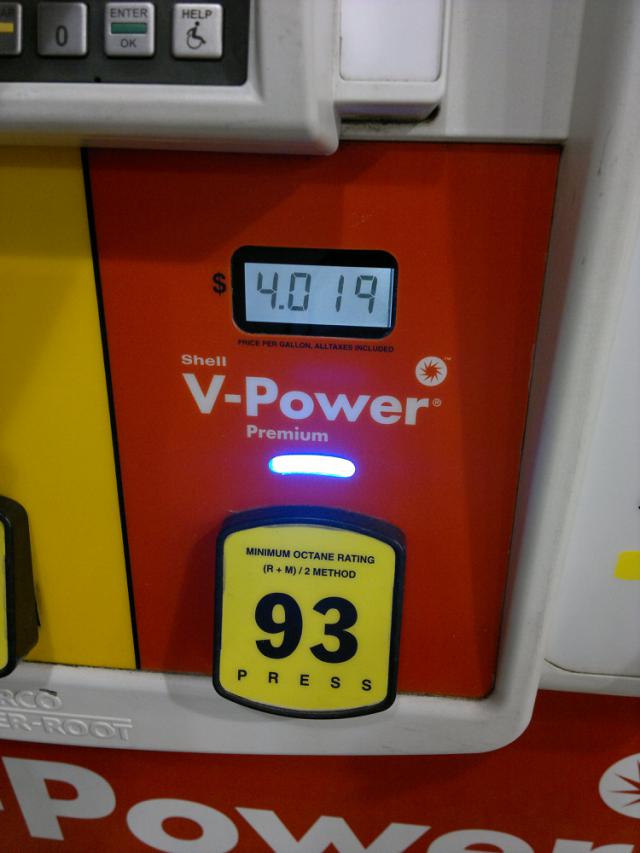 0
ENTER
OK
HELP
$ 4.019
PRICE PER GALLON, ALL TAXES INCLUDED
Shell
V-Power®
Premium
MINIMUM OCTANE RATING
(R + M) / 2 METHOD
93
PRESS
-Power